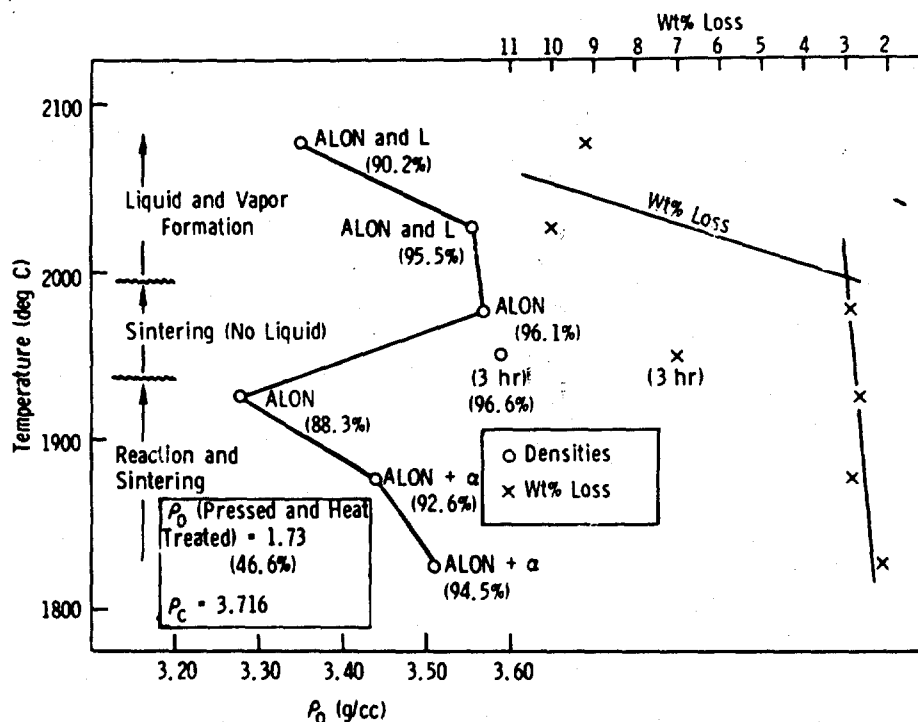 Wt% Loss
11 10 9 8 7 6 5 4 3 2
2100
2000
1900
1800
Temperature (deg C)
Liquid and Vapor
Formation
Sintering (No Liquid)
Reaction and
Sintering
ALON and L
(90.2%)
ALON and L
(95.5%)
ALON
(96.1%)
(3 hr)
(96.6%)
(3 hr)
ALON
(88.3%)
ALON + α
(92.6%)
ALON + α
(94.5%)
Wt% Loss
O Densities
× Wt% Loss
ρ0 (Pressed and Heat
Treated) = 1.73
(46.6%)
ρC = 3.716
3.20 3.30 3.40 3.50 3.60
ρ0 (g/cc)